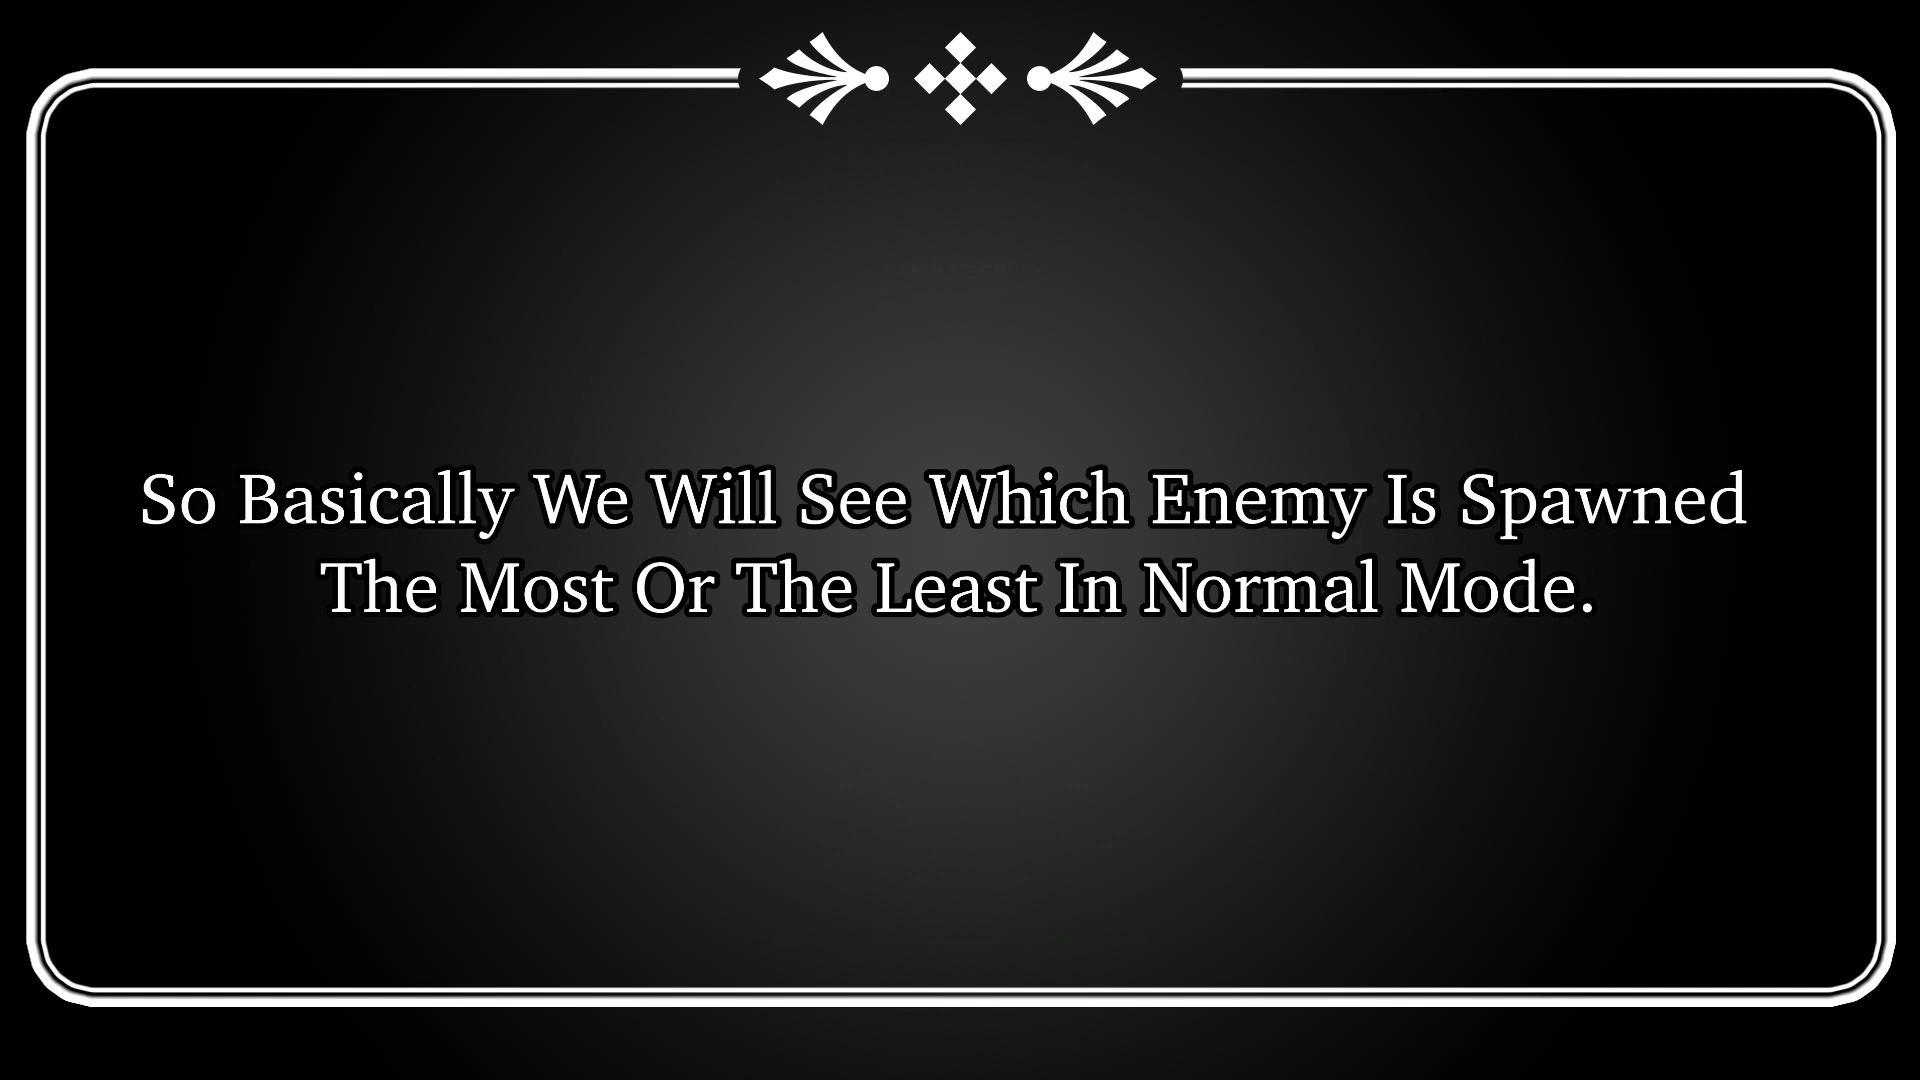 So Basically We Will See Which Enemy Is Spawned
The Most Or The Least In Normal Mode.